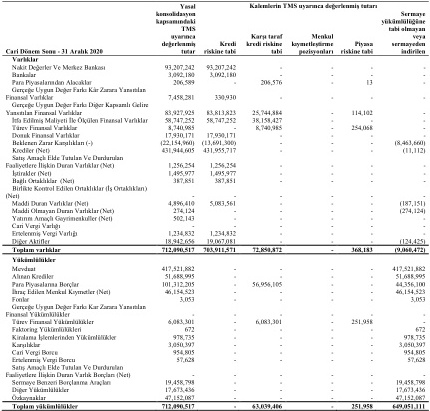 Kalemlerin TMS uyarınca değerlenmiş tutarı
Yasal konsolidasyon kapsamındaki TMS uyarınca değerlenmiş tutar
Kredi riskine tabi
Karşı taraf kredi riskine tabi
Menkul kıymetleştirme pozisyonları
Piyasa riskine tabi
Sermaye yükümlülüğüne tabi olmayan veya sermayeden indirilen
Cari Dönem Sonu - 31 Aralık 2020
Varlıklar
Nakit Değerler Ve Merkez Bankası 93,207,242 93,207,242 - - - -
Bankalar 3,092,180 3,092,180 - - - -
Para Piyasalarından Alacaklar 206,589 - 206,576 - 13 -
Gerçeğe Uygun Değer Farkı Kâr Zarara Yansıtılan
Finansal Varlıklar 7,458,281 330,930 - - - -
Gerçeğe Uygun Değer Farkı Diğer Kapsamlı Gelire
Yansıtılan Finansal Varlıklar 83,927,925 83,813,823 25,744,884 - 114,102 -
İtfa Edilmiş Maliyeti İle Ölçülen Finansal Varlıklar 58,747,252 58,747,252 38,158,427 - - -
Türev Finansal Varlıklar 8,740,985 - 8,740,985 - 254,068 -
Donuk Finansal Varlıklar 17,930,171 17,930,171 - - - -
Beklenen Zarar Karşılıkları (-) (22,154,960) (13,691,300) - - - (8,463,660)
Krediler (Net) 431,944,605 431,955,717 - - - (11,112)
Satış Amaçlı Elde Tutulan Ve Durdurulan
Faaliyetlere İlişkin Duran Varlıklar (Net) 1,256,254 1,256,254 - - - -
İştirakler (Net) 1,495,977 1,495,977 - - - -
Bağlı Ortaklıklar (Net) 387,851 387,851 - - - -
Birlikte Kontrol Edilen Ortaklıklar (İş Ortaklıkları)
(Net) - - - - - -
Maddi Duran Varlıklar (Net) 4,896,410 5,083,561 - - - (187,151)
Maddi Olmayan Duran Varlıklar (Net) 274,124 - - - - (274,124)
Yatırım Amaçlı Gayrimenkuller (Net) 502,143 - - - - -
Cari Vergi Varlığı - - - - - -
Ertelenmiş Vergi Varlığı 1,234,832 1,234,832 - - - -
Diğer Aktifler 18,942,656 19,067,081 - - - (124,425)
Toplam varlıklar 712,090,517 703,911,571 72,850,872 - 368,183 (9,060,472)
Yükümlülükler
Mevduat 417,521,882 - - - - 417,521,882
Alınan Krediler 51,688,995 - - - - 51,688,995
Para Piyasalarına Borçlar 101,312,205 - 56,956,105 - - 44,356,100
İhraç Edilen Menkul Kıymetler (Net) 46,154,523 - - - - 46,154,523
Fonlar 3,053 - - - - 3,053
Gerçeğe Uygun Değer Farkı Kar Zarara Yansıtılan
Finansal Yükümlülükler - - - - - -
Türev Finansal Yükümlülükler 6,083,301 - 6,083,301 - 251,958 -
Faktoring Yükümlülükleri 672 - - - - 672
Kiralama İşlemlerinden Yükümlülükler 978,735 - - - - 978,735
Karşılıklar 3,050,397 - - - - 3,050,397
Cari Vergi Borcu 954,805 - - - - 954,805
Ertelenmiş Vergi Borcu 57,628 - - - - 57,628
Satış Amaçlı Elde Tutulan Ve Durdurulan
Faaliyetlere İlişkin Duran Varlık Borçları (Net) - - - - - -
Sermaye Benzeri Borçlanma Araçları 19,458,798 - - - - 19,458,798
Diğer Yükümlülükler 17,673,436 - - - - 17,673,436
Özkaynaklar 47,152,087 - - - - 47,152,087
Toplam yükümlülükler 712,090,517 - 63,039,406 - 251,958 649,051,111